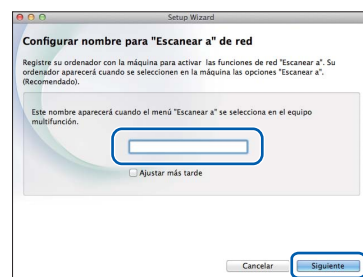 Setup Wizard
Configurar nombre para "Escanear a" de red
Registre su ordenador con la máquina para activar las funciones de red "Escanear a". Su
ordenador aparecerá cuando se seleccionen en la máquina las opciones "Escanear a".
(Recomendado).
Este nombre aparecerá cuando el menú "Escanear a" se selecciona en el equipo
multifunción.
Ajustar más tarde
Cancelar
Siguiente